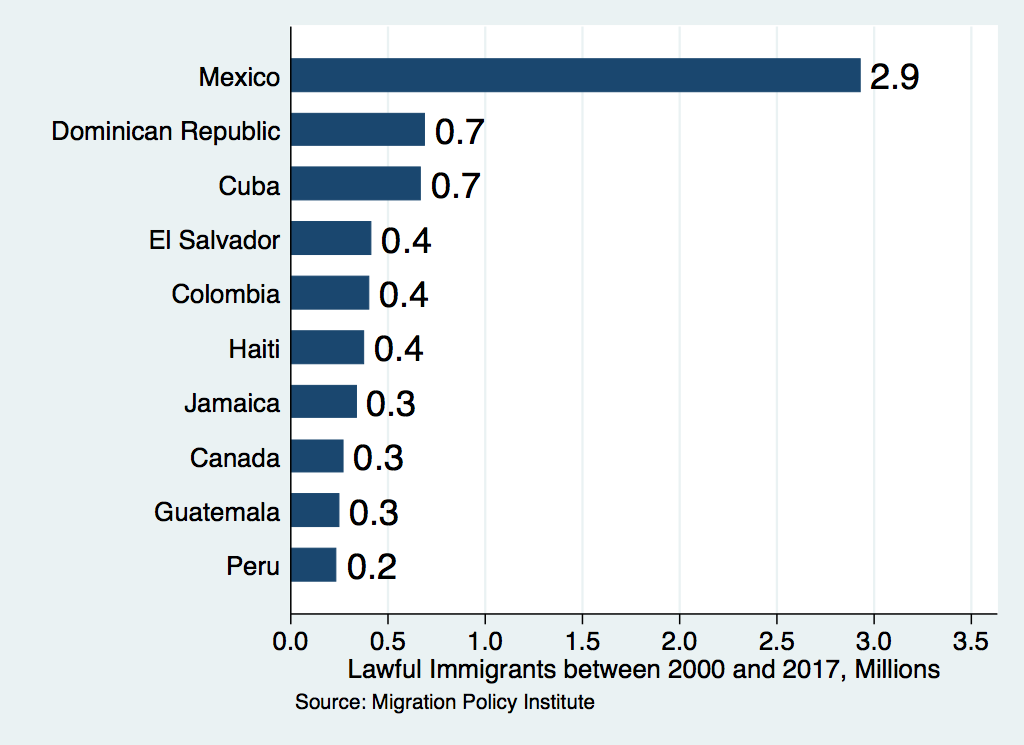 Mexico 2.9
Dominican Republic 0.7
Cuba 0.7
El Salvador 0.4
Colombia 0.4
Haiti 0.4
Jamaica 0.3
Canada 0.3
Guatemala 0.3
Peru 0.2
0.0 0.5 1.0 1.5 2.0 2.5 3.0 3.5
Lawful Immigrants between 2000 and 2017, Millions
Source: Migration Policy Institute